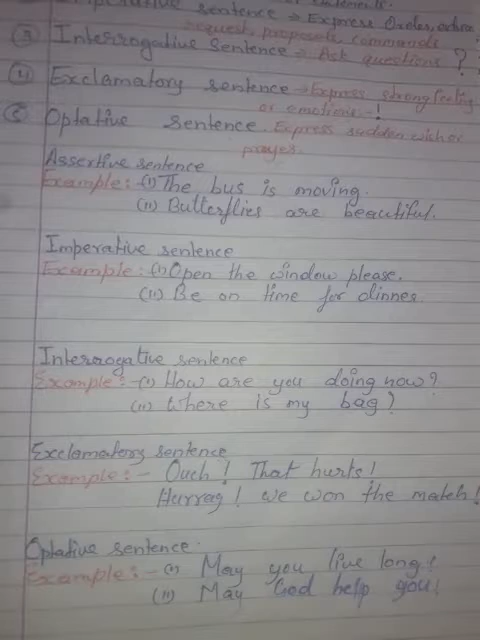 sentence → Express Order, advice
request, proposals, commands
③ Interrogative Sentence → Ask questions ?
④ Exclamatory sentence → Express strong feeling
or emotions - !
⑤ Optative sentence. Express sudden wish or
prayer.
Assertive sentence
Example: (i) The bus is moving.
(ii) Butterflies are beautiful.
Imperative sentence
Example: (i) Open the window please.
(ii) Be on time for dinner.
Interrogative sentence
Example: - (i) How are you doing now?
(ii) Where is my bag?
Exclamatory sentence
Example: - Ouch! That hurts!
Hurray! We won the match!
Optative sentence.
Example: - (i) May you live long!
(ii) May God help you!